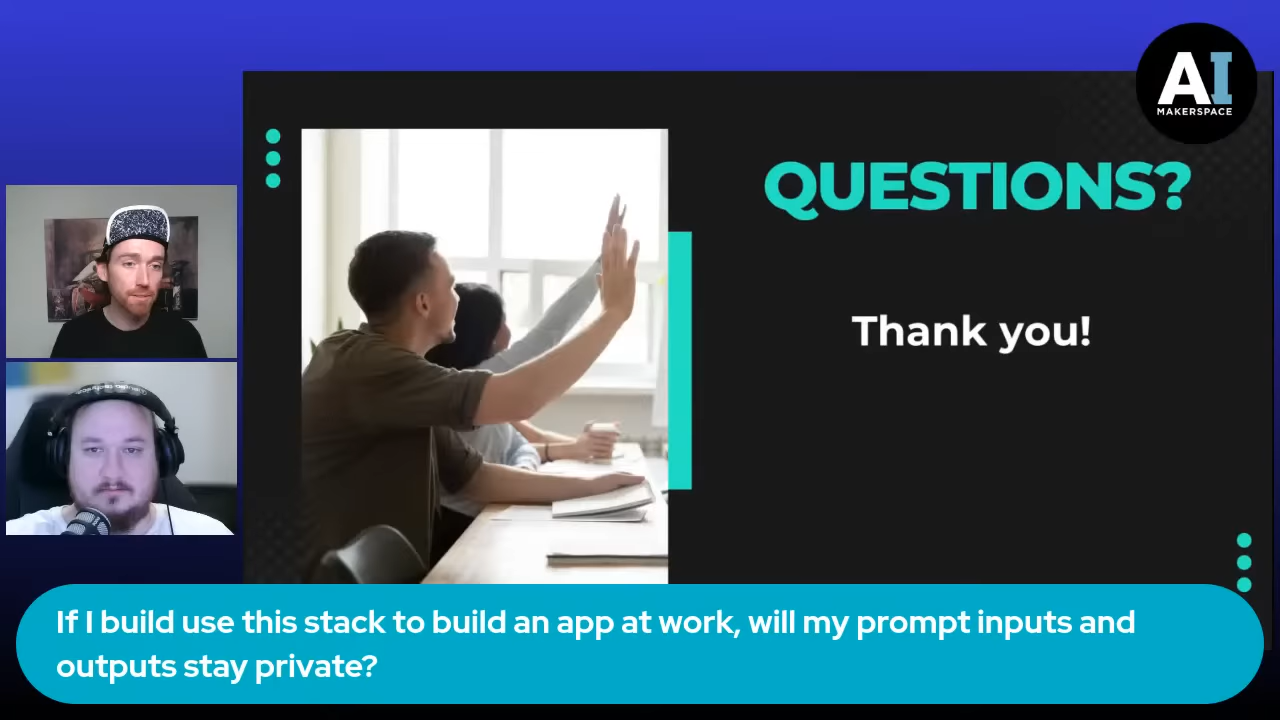 AI
MAKERSPACE
QUESTIONS?
Thank you!
If I build use this stack to build an app at work, will my prompt inputs and
outputs stay private?